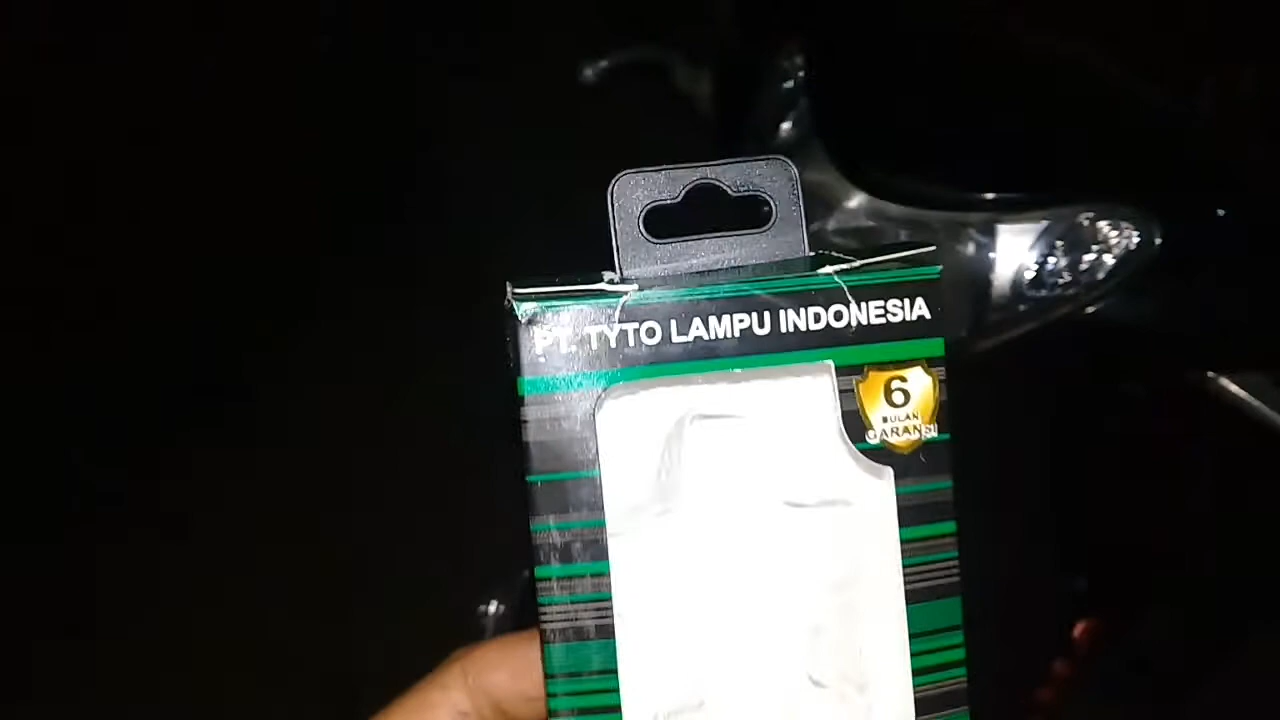 PT. TYTO LAMPU INDONESIA
6
BULAN
GARANSI